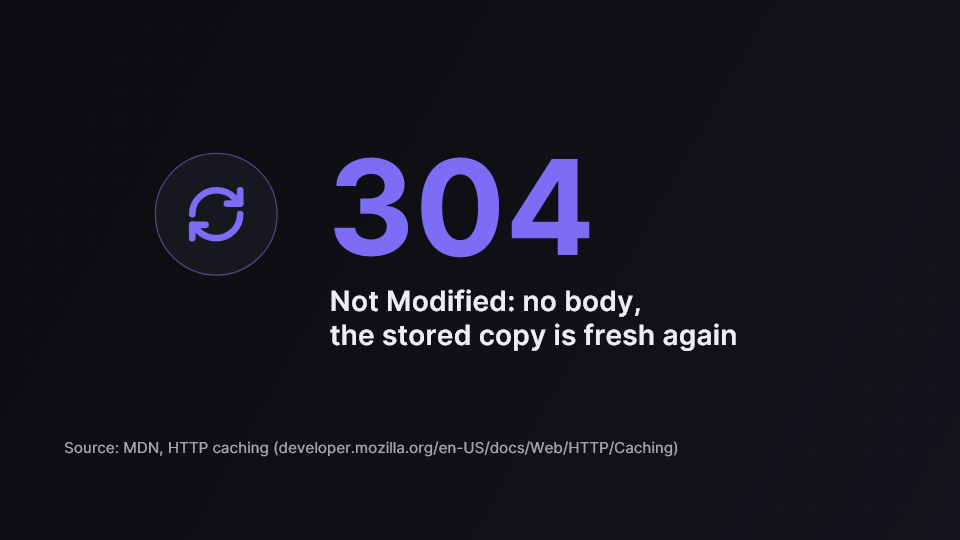 304
Not Modified: no body,
the stored copy is fresh again
Source: MDN, HTTP caching (developer.mozilla.org/en-US/docs/Web/HTTP/Caching)